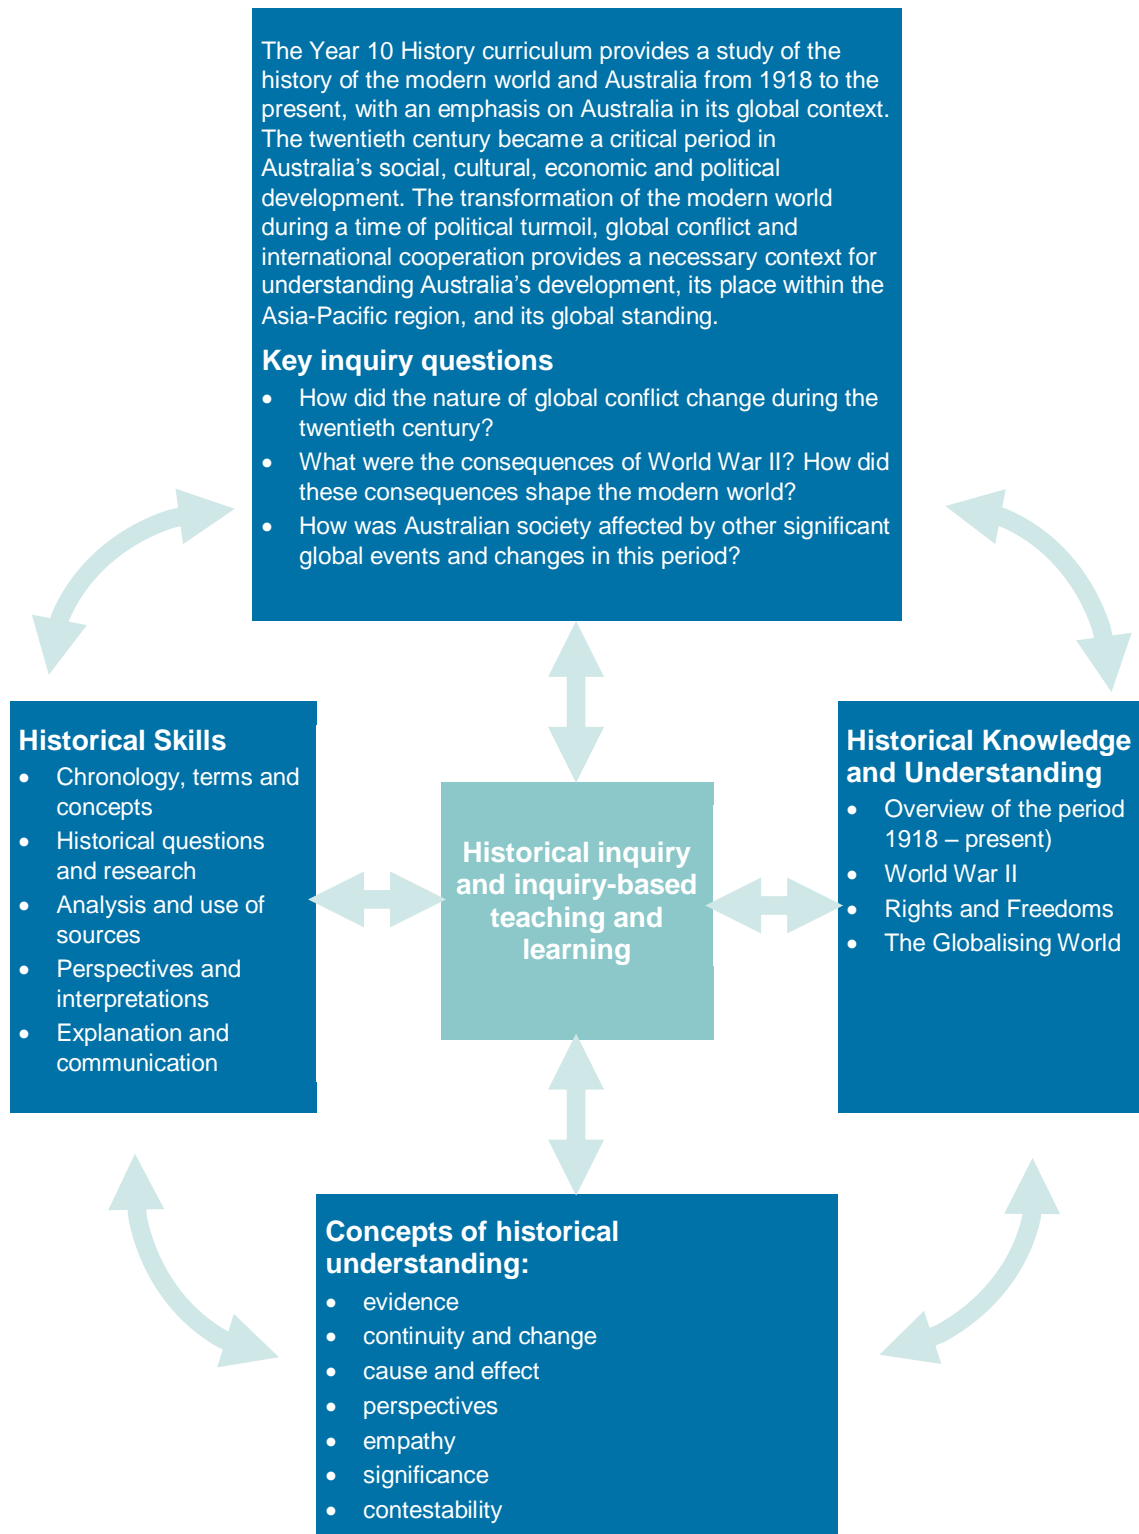 The Year 10 History curriculum provides a study of the
history of the modern world and Australia from 1918 to the
present, with an emphasis on Australia in its global context.
The twentieth century became a critical period in
Australia’s social, cultural, economic and political
development. The transformation of the modern world
during a time of political turmoil, global conflict and
international cooperation provides a necessary context for
understanding Australia’s development, its place within the
Asia-Pacific region, and its global standing.
Key inquiry questions
• How did the nature of global conflict change during the
twentieth century?
• What were the consequences of World War II? How did
these consequences shape the modern world?
• How was Australian society affected by other significant
global events and changes in this period?
Historical Skills
• Chronology, terms and
concepts
• Historical questions
and research
• Analysis and use of
sources
• Perspectives and
interpretations
• Explanation and
communication
Historical inquiry
and inquiry-based
teaching and
learning
Historical Knowledge
and Understanding
• Overview of the period
1918 – present)
• World War II
• Rights and Freedoms
• The Globalising World
Concepts of historical
understanding:
• evidence
• continuity and change
• cause and effect
• perspectives
• empathy
• significance
• contestability